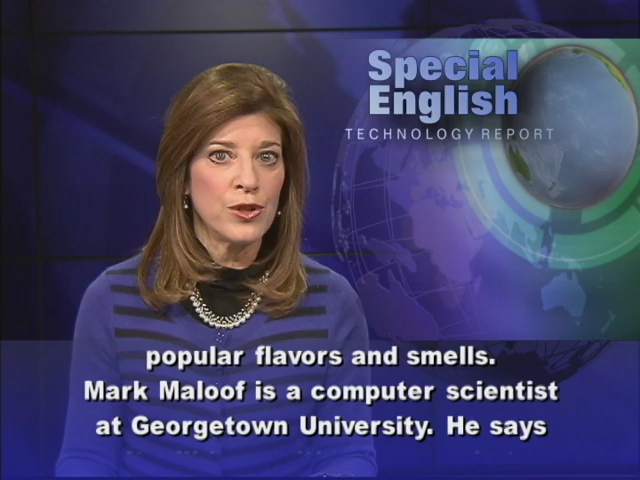 Special
English
TECHNOLOGY REPORT
popular flavors and smells.
Mark Maloof is a computer scientist
at Georgetown University. He says